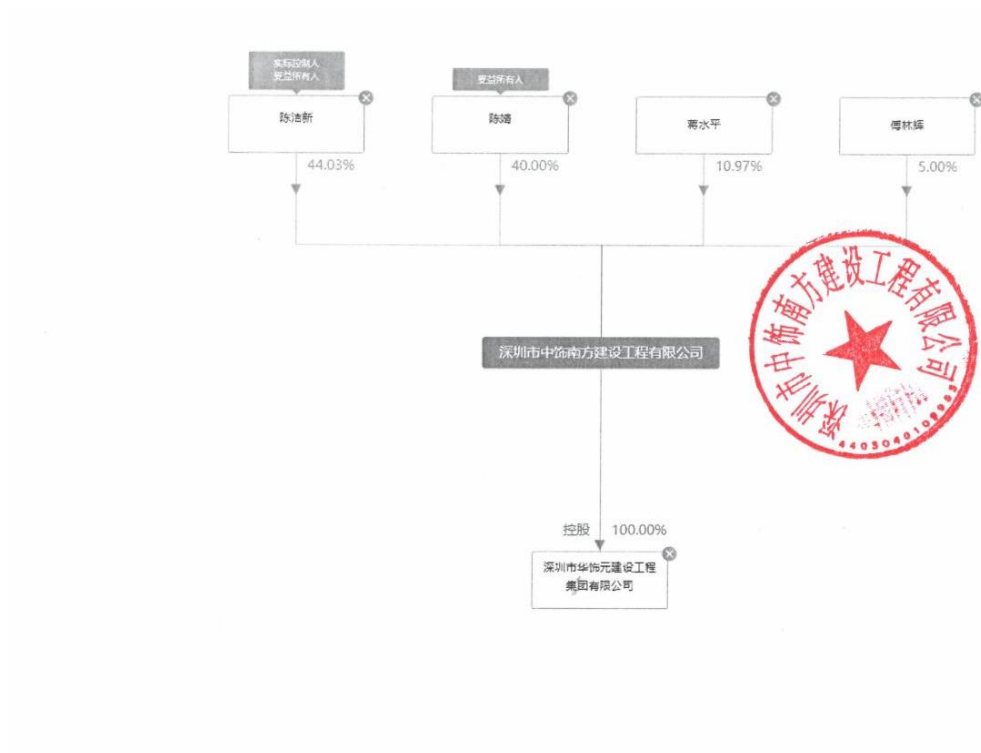 实际控制人
受益所有人
受益所有人
陈洁新
陈嫱
蒋水平
傅林辉
44.03%
40.00%
10.97%
5.00%
深圳市中饰南方建设工程有限公司
深圳市中饰南方建设工程有限公司
控股
100.00%
深圳市华饰元建设工程
集团有限公司